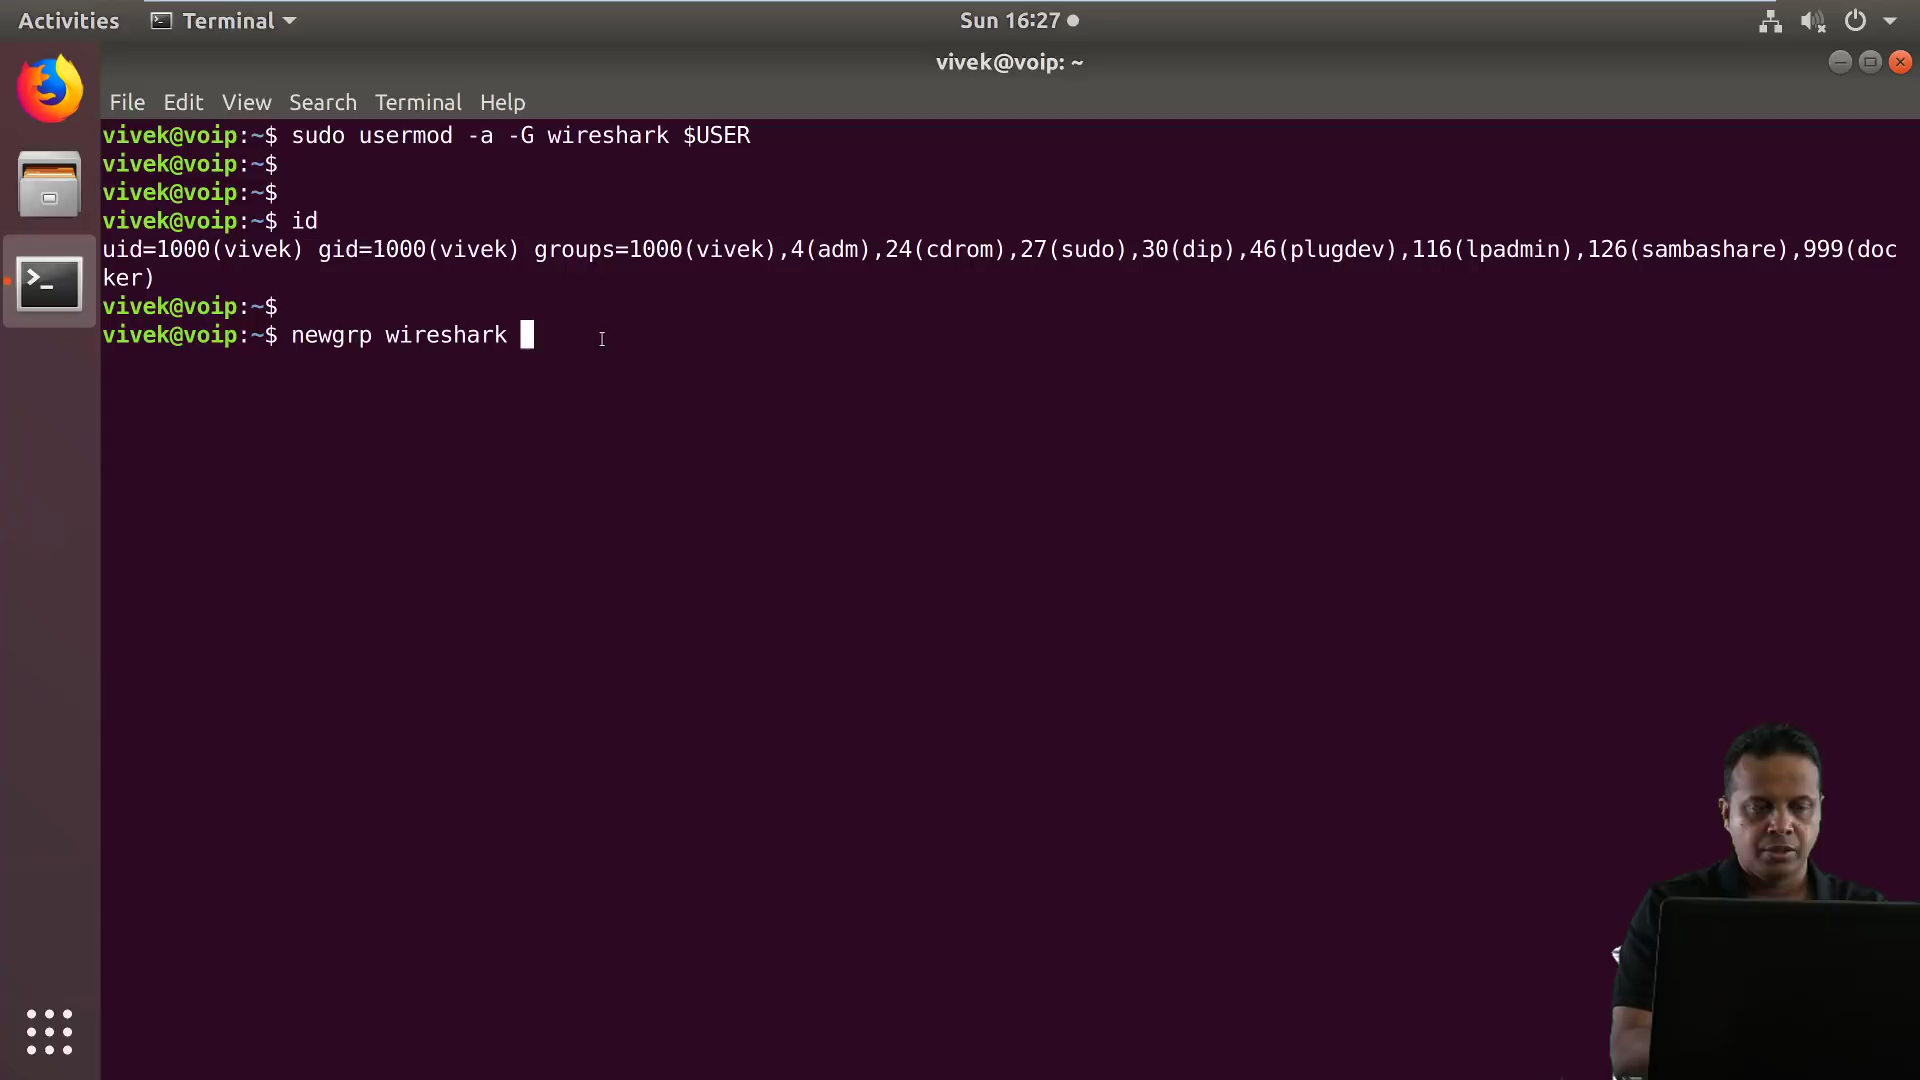 Activities Terminal Sun 16:27
vivek@voip: ~
File Edit View Search Terminal Help
vivek@voip:~$ sudo usermod -a -G wireshark $USER
vivek@voip:~$
vivek@voip:~$
vivek@voip:~$ id
uid=1000(vivek) gid=1000(vivek) groups=1000(vivek),4(adm),24(cdrom),27(sudo),30(dip),46(plugdev),116(lpadmin),126(sambashare),999(doc
ker)
vivek@voip:~$
vivek@voip:~$ newgrp wireshark